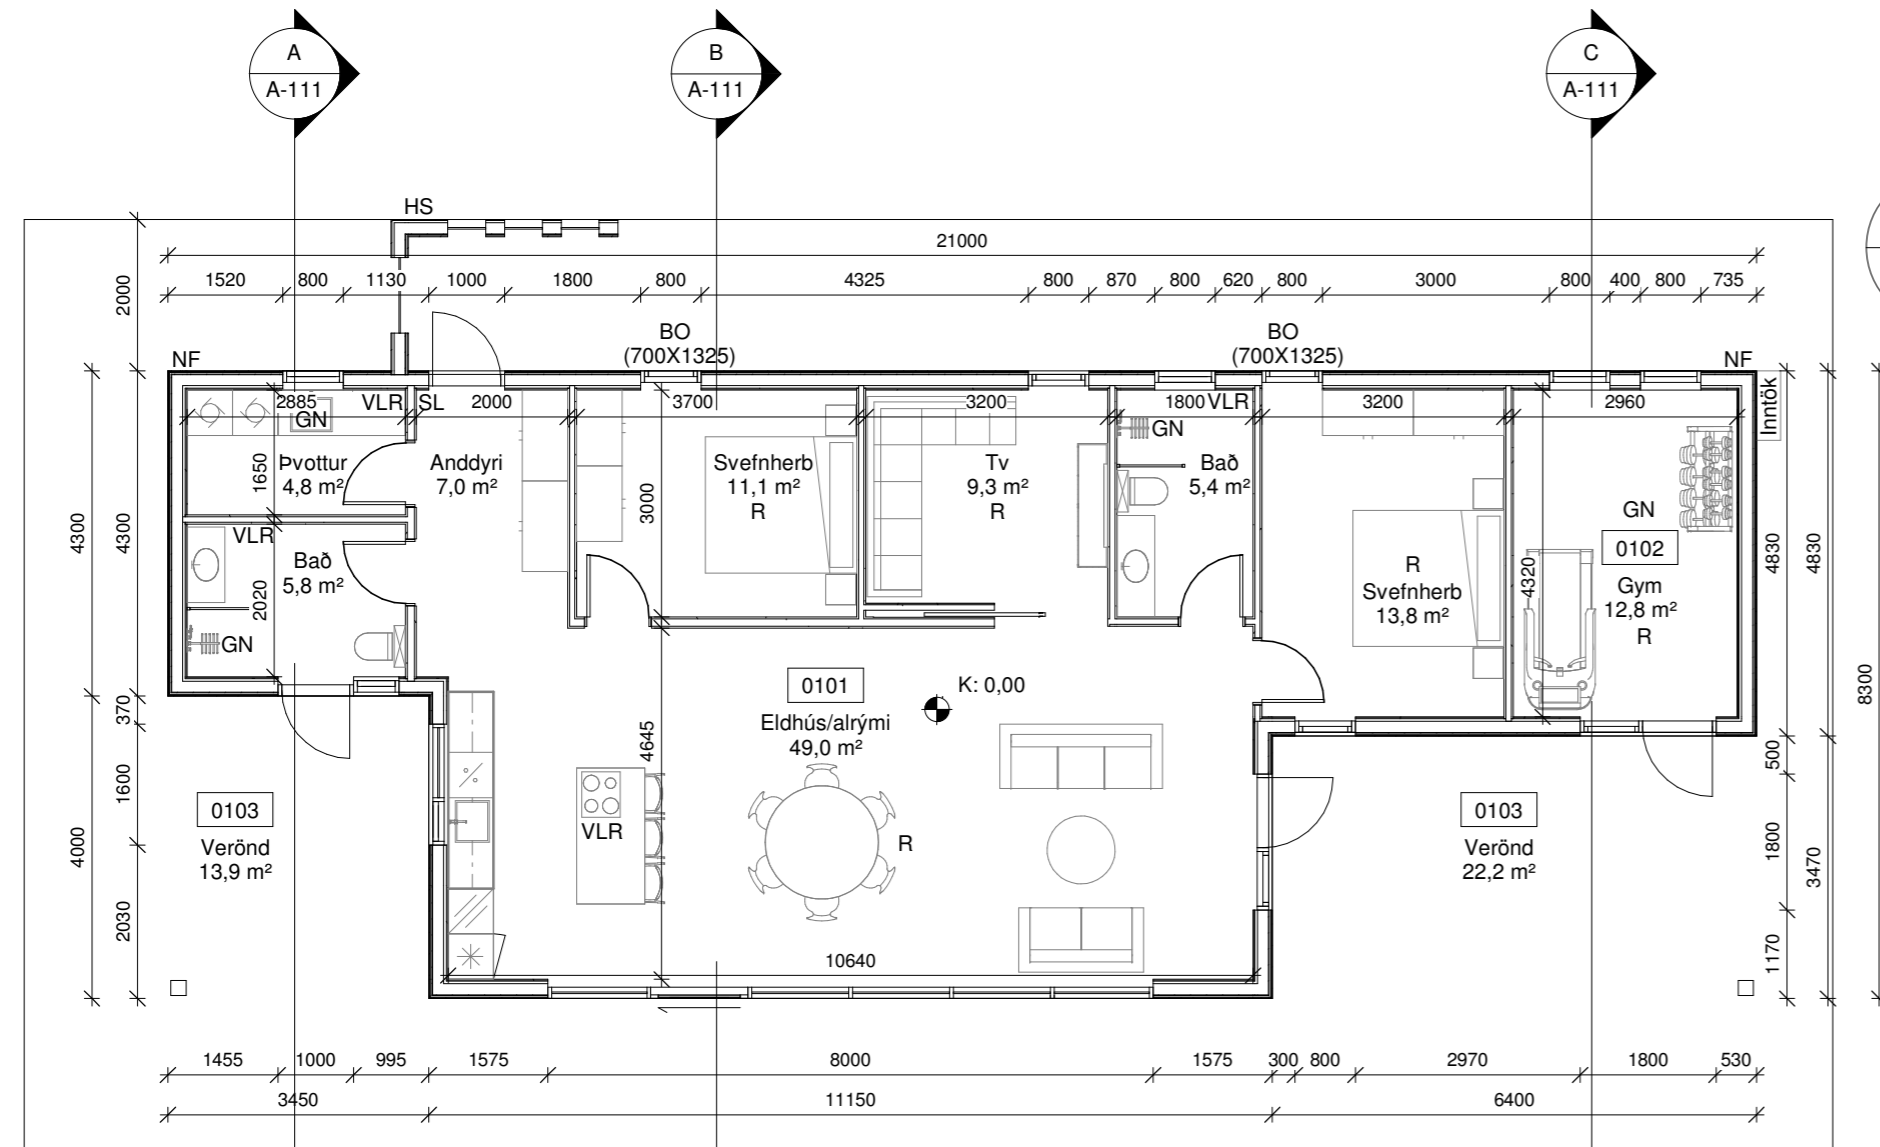 A
A-111
B
A-111
C
A-111
HS
21000
1520 800 1130 1000 1800 800 4325 800 870 800 620 800 3000 800 400 800 735
2000
BO
(700X1325)
BO
(700X1325)
NF
NF
Inntök
2885 VLR SL 2000 3700 3200 1800 VLR 3200 2960
GN
GN
Þvottur
4,8 m²
1650
Anddyri
7,0 m²
Svefnherb
11,1 m²
R
3000
Tv
9,3 m²
R
Bað
5,4 m²
GN
0102
Gym
12,8 m²
R
4320
R
Svefnherb
13,8 m²
VLR
Bað
5,8 m²
2020
GN
4300
4300
4830
4830
8300
0101
K: 0,00
Eldhús/alrými
49,0 m²
4645
VLR
R
370
1600
4000
2030
0103
Verönd
13,9 m²
0103
Verönd
22,2 m²
500
1800
3470
1170
10640
1455 1000 995 1575 8000 1575 300 800 2970 1800 530
3450 11150 6400